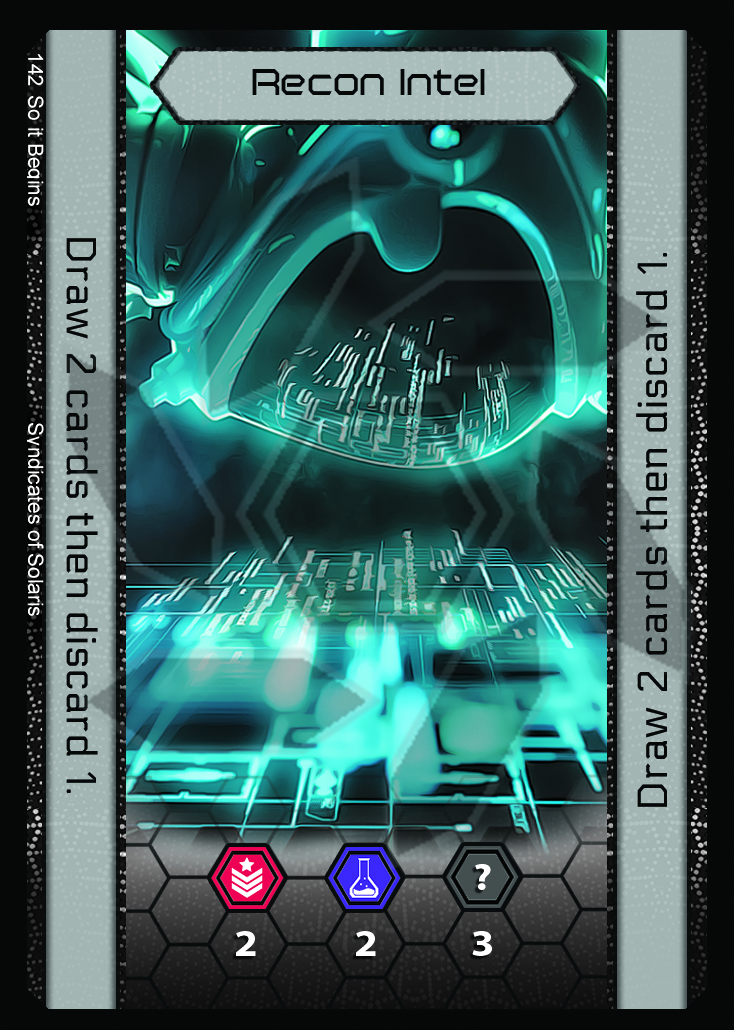 Recon Intel
142 So it Begins
Syndicates of Solaris
Draw 2 cards then discard 1.
Draw 2 cards then discard 1.
?
2 2 3